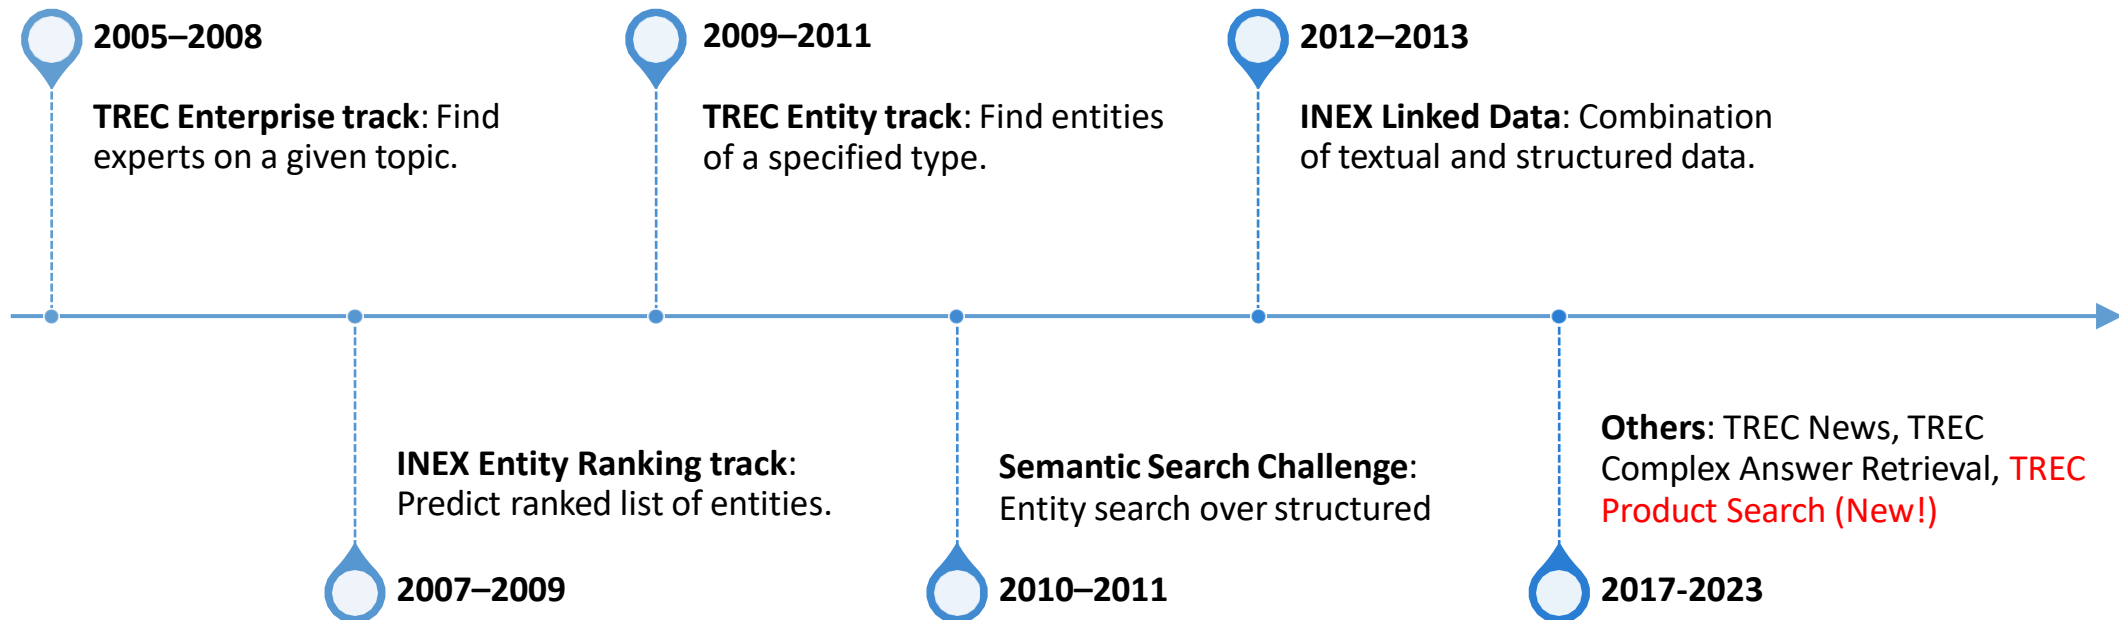 2005–2008
TREC Enterprise track: Find
experts on a given topic.
2009–2011
TREC Entity track: Find entities
of a specified type.
2012–2013
INEX Linked Data: Combination
of textual and structured data.
INEX Entity Ranking track:
Predict ranked list of entities.
2007–2009
Semantic Search Challenge:
Entity search over structured
2010–2011
Others: TREC News, TREC
Complex Answer Retrieval, TREC
Product Search (New!)
2017-2023